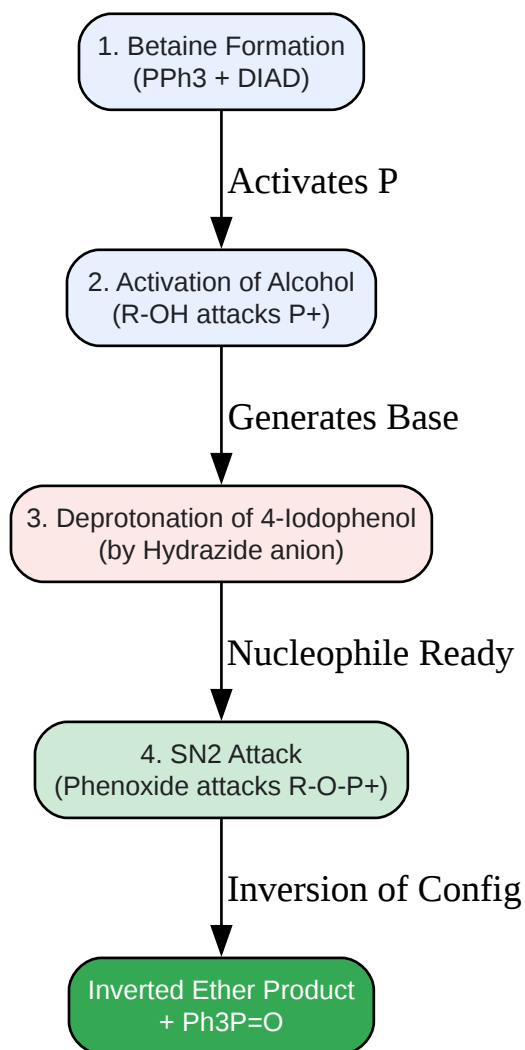 1. Betaine Formation
(PPh3 + DIAD)
Activates P
2. Activation of Alcohol
(R-OH attacks P+)
Generates Base
3. Deprotonation of 4-Iodophenol
(by Hydrazide anion)
Nucleophile Ready
4. SN2 Attack
(Phenoxide attacks R-O-P+)
Inversion of Config
Inverted Ether Product
+ Ph3P=O